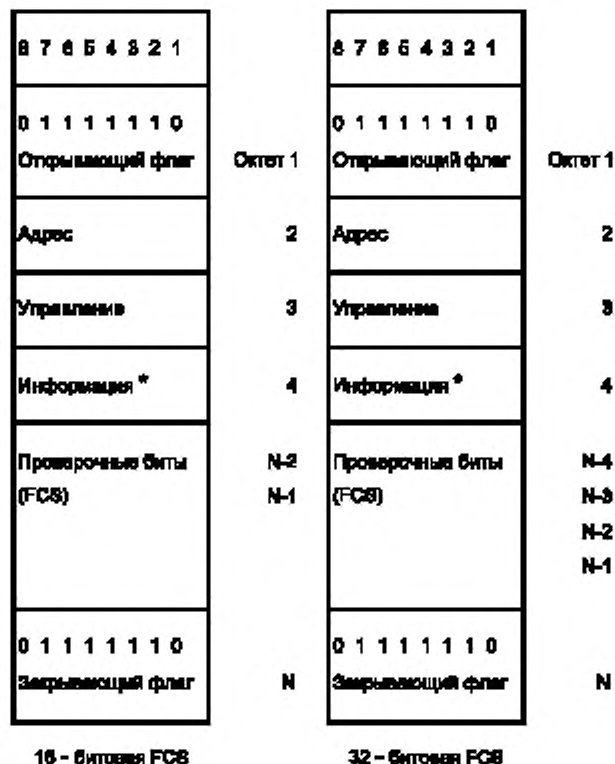 8 7 6 5 4 3 2 1
0 1 1 1 1 1 1 0
Открывающий флаг Октет 1
Адрес 2
Управление 3
Информация * 4
Проверочные биты N-2
(FCS) N-1
0 1 1 1 1 1 1 0
Закрывающий флаг N
16 - битовая FCS
8 7 6 5 4 3 2 1
0 1 1 1 1 1 1 0
Открывающий флаг Октет 1
Адрес 2
Управление 3
Информация * 4
Проверочные биты N-4
(FCS) N-3
N-2
N-1
0 1 1 1 1 1 1 0
Закрывающий флаг N
32 - битовая FCS